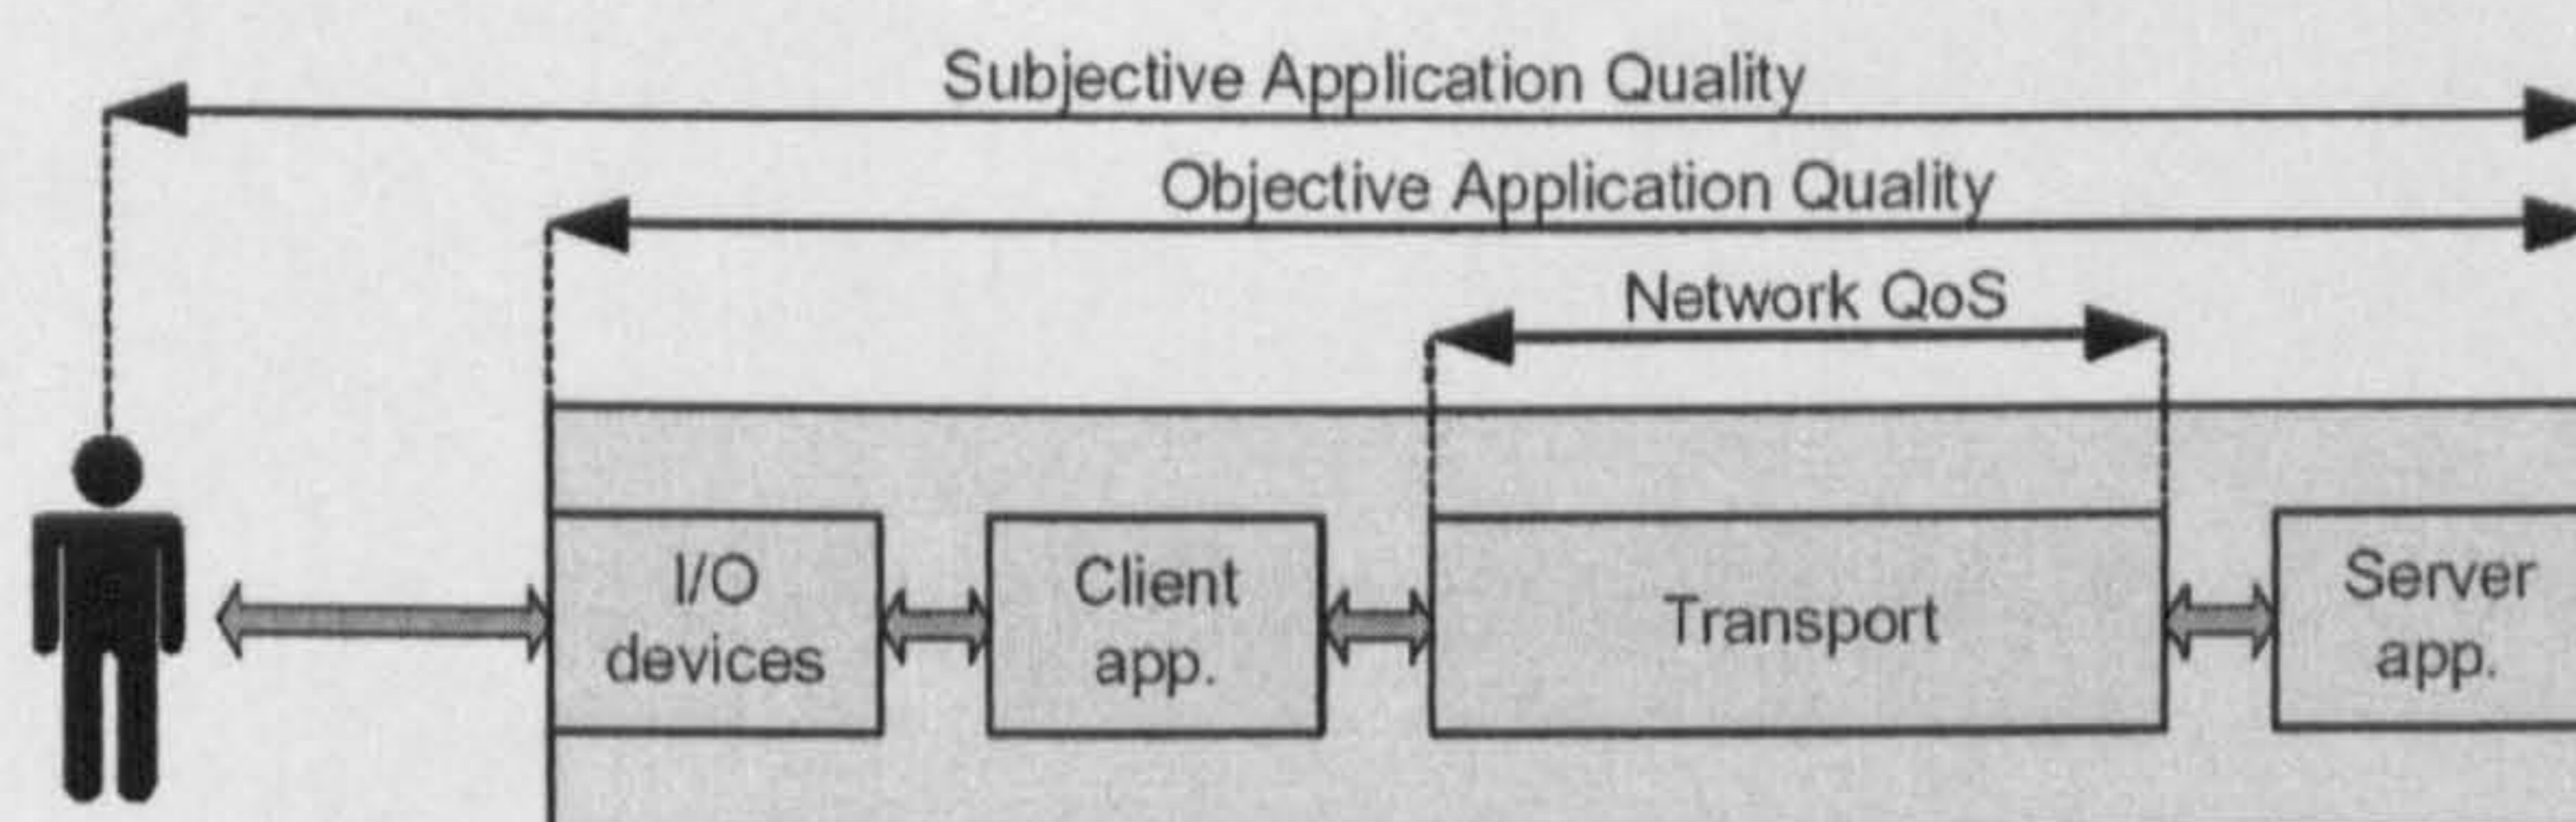 Subjective Application Quality
Objective Application Quality
Network QoS
I/O
devices
Client
app.
Transport
Server
app.